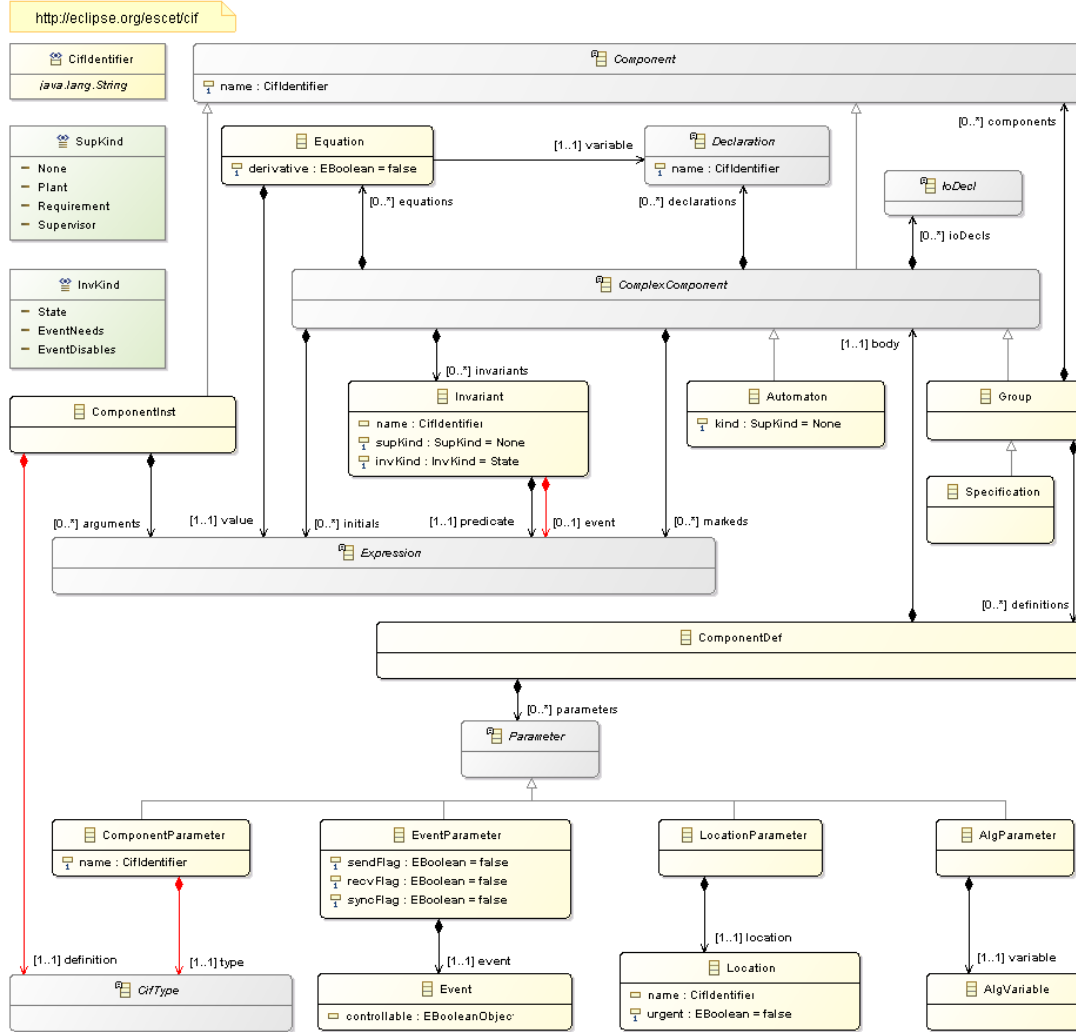 http://eclipse.org/escet/cif
CifIdentifier
java.lang.String
Component
name : CifIdentifier
SupKind
None
Plant
Requirement
Supervisor
Equation
derivative : EBoolean = false
[1..1] variable
Declaration
name : CifIdentifier
[0..*] components
IoDecl
[0..*] equations
[0..*] declarations
[0..*] ioDecls
InvKind
State
EventNeeds
EventDisables
ComplexComponent
[1..1] body
[0..*] invariants
ComponentInst
Invariant
name : CifIdentifier
supKind : SupKind = None
invKind : InvKind = State
Automaton
kind : SupKind = None
Group
Specification
[0..*] arguments
[1..1] value
[0..*] initials
[1..1] predicate
[0..1] event
[0..*] markeds
Expression
[0..*] definitions
ComponentDef
[0..*] parameters
Parameter
ComponentParameter
name : CifIdentifier
EventParameter
sendFlag : EBoolean = false
recvFlag : EBoolean = false
syncFlag : EBoolean = false
LocationParameter
AlgParameter
[1..1] definition
[1..1] type
[1..1] event
[1..1] location
[1..1] variable
CifType
Event
controllable : EBooleanObjec
Location
name : CifIdentifier
urgent : EBoolean = false
AlgVariable